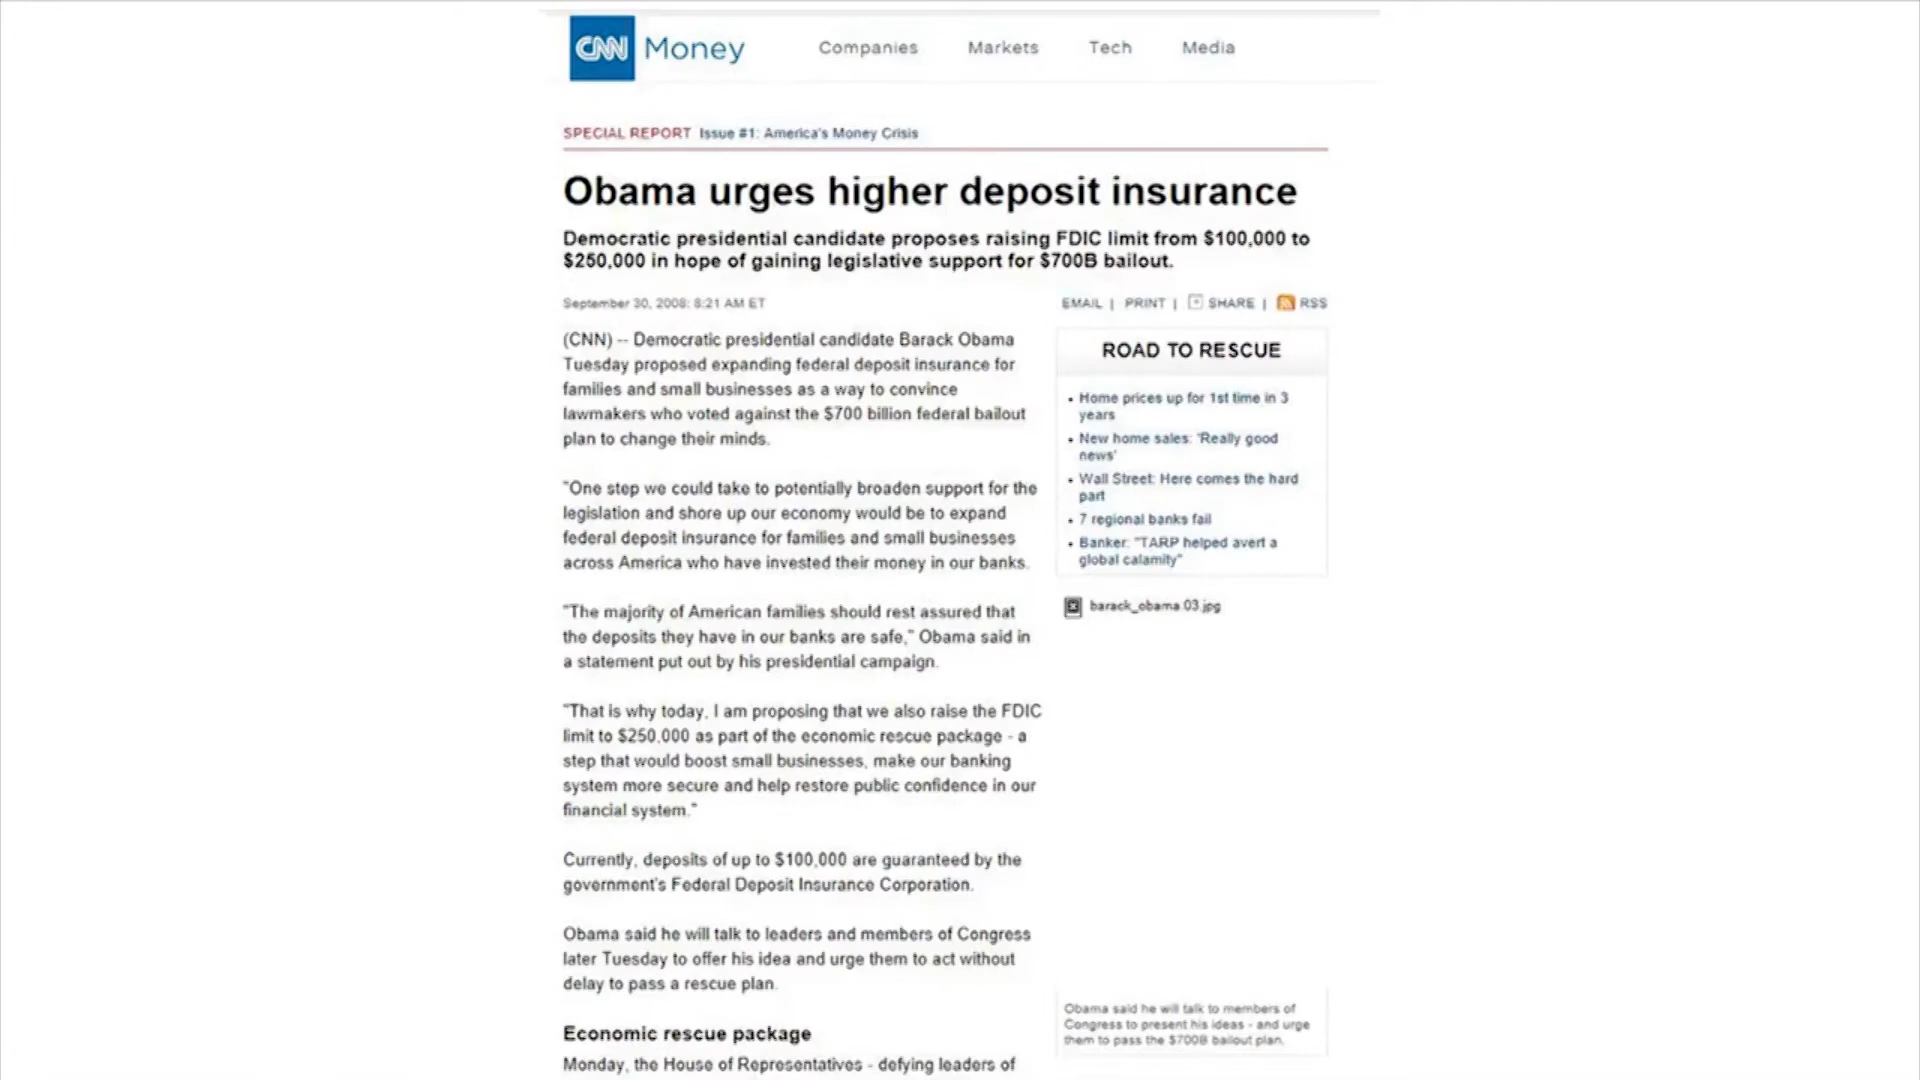 CNN Money Companies Markets Tech Media
SPECIAL REPORT Issue #1: America's Money Crisis
Obama urges higher deposit insurance
Democratic presidential candidate proposes raising FDIC limit from $100,000 to
$250,000 in hope of gaining legislative support for $700B bailout.
September 30, 2008: 8:21 AM ET
EMAIL | PRINT | SHARE | RSS
(CNN) -- Democratic presidential candidate Barack Obama
Tuesday proposed expanding federal deposit insurance for
families and small businesses as a way to convince
lawmakers who voted against the $700 billion federal bailout
plan to change their minds.
"One step we could take to potentially broaden support for the
legislation and shore up our economy would be to expand
federal deposit insurance for families and small businesses
across America who have invested their money in our banks.
"The majority of American families should rest assured that
the deposits they have in our banks are safe," Obama said in
a statement put out by his presidential campaign.
"That is why today, I am proposing that we also raise the FDIC
limit to $250,000 as part of the economic rescue package - a
step that would boost small businesses, make our banking
system more secure and help restore public confidence in our
financial system."
Currently, deposits of up to $100,000 are guaranteed by the
government's Federal Deposit Insurance Corporation.
Obama said he will talk to leaders and members of Congress
later Tuesday to offer his idea and urge them to act without
delay to pass a rescue plan.
Economic rescue package
Monday, the House of Representatives - defying leaders of
ROAD TO RESCUE
• Home prices up for 1st time in 3
years
• New home sales: 'Really good
news'
• Wall Street: Here comes the hard
part
• 7 regional banks fail
• Banker: "TARP helped avert a
global calamity"
barack_obama 03.jpg
Obama said he will talk to members of
Congress to present his ideas - and urge
them to pass the $700B bailout plan.